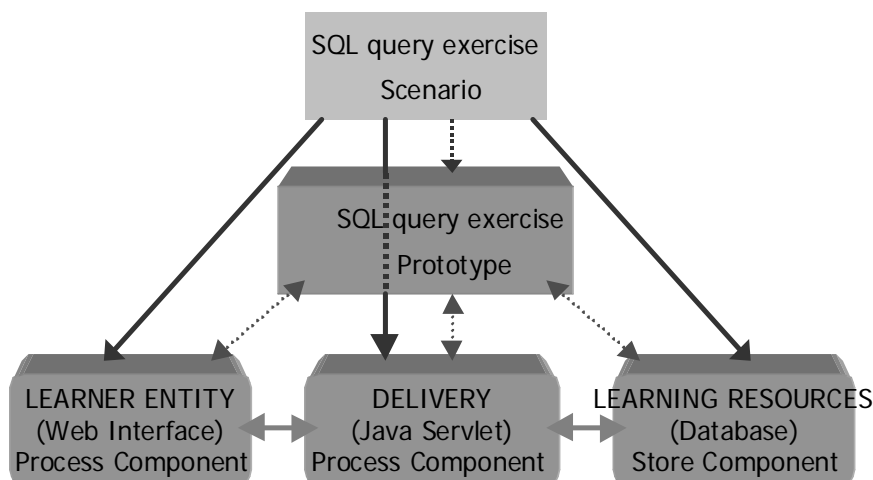 SQL query exercise
Scenario
SQL query exercise
Prototype
LEARNER ENTITY
(Web Interface)
Process Component
DELIVERY
(Java Servlet)
Process Component
LEARNING RESOURCES
(Database)
Store Component